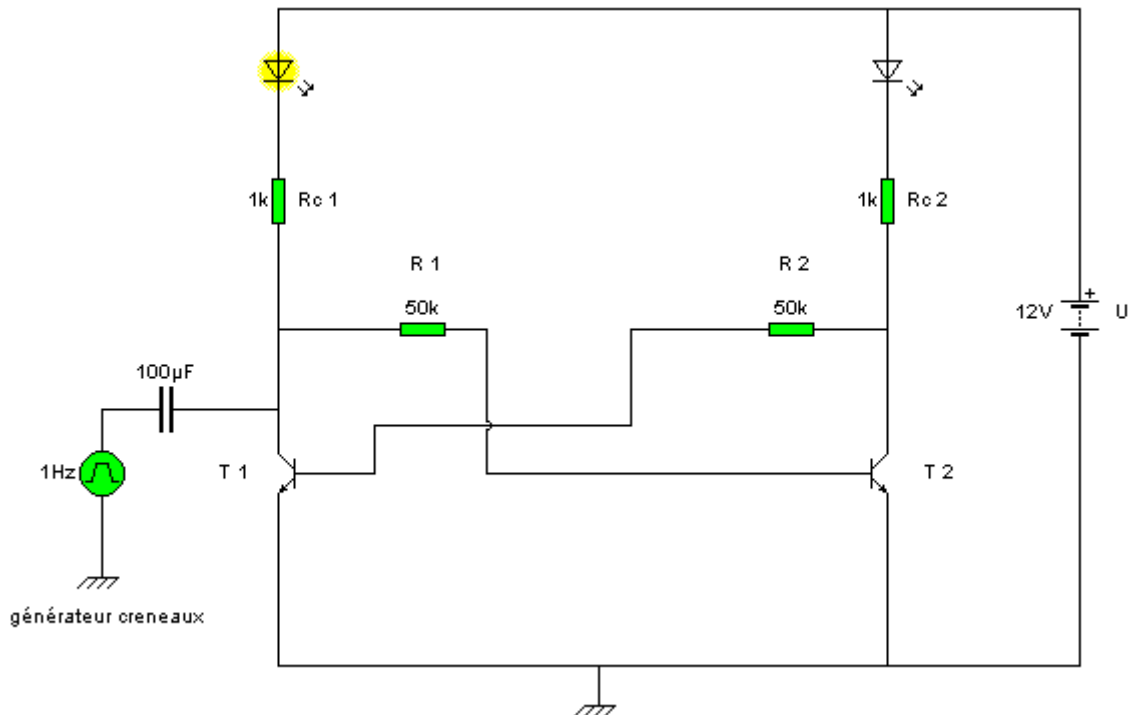 1k
Rc 1
1k
Rc 2
R 1
R 2
50k
50k
12V
+
U
100µF
1Hz
T 1
T 2
générateur creneaux